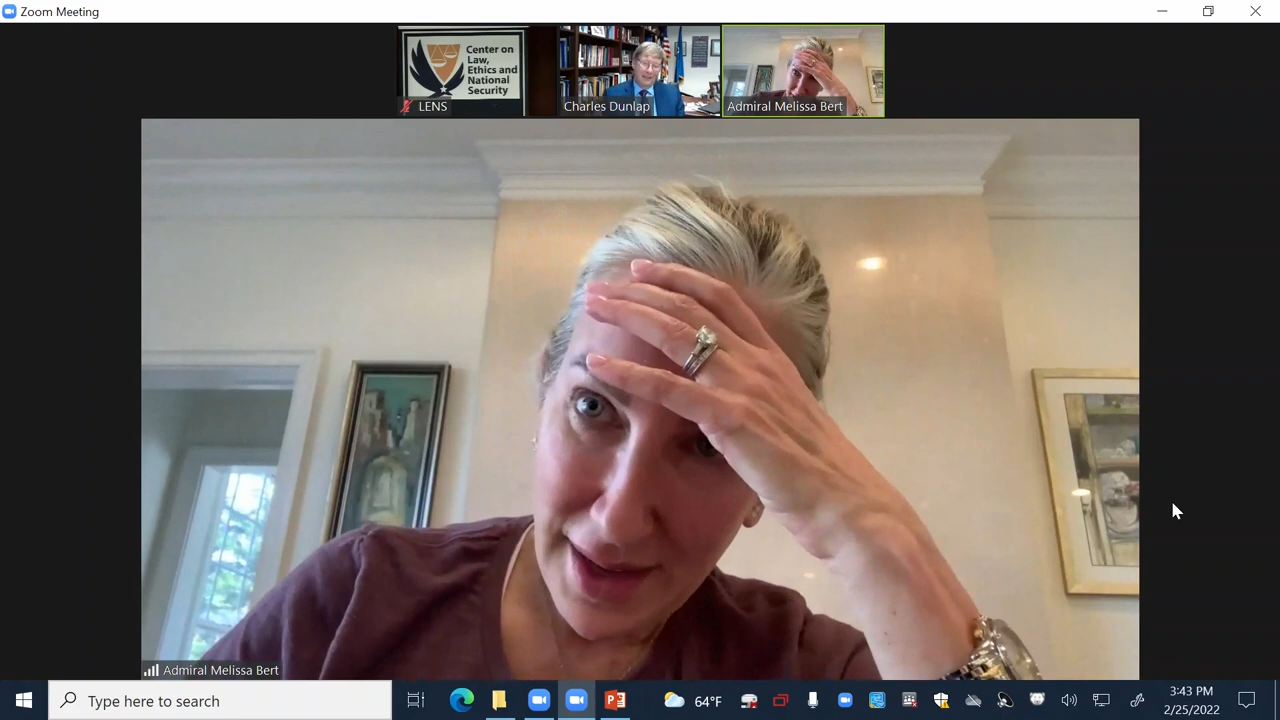 Zoom Meeting
Center on
Law,
Ethics and
National
Security
LENS
Charles Dunlap
Admiral Melissa Bert
Admiral Melissa Bert
Type here to search
64°F
3:43 PM
2/25/2022